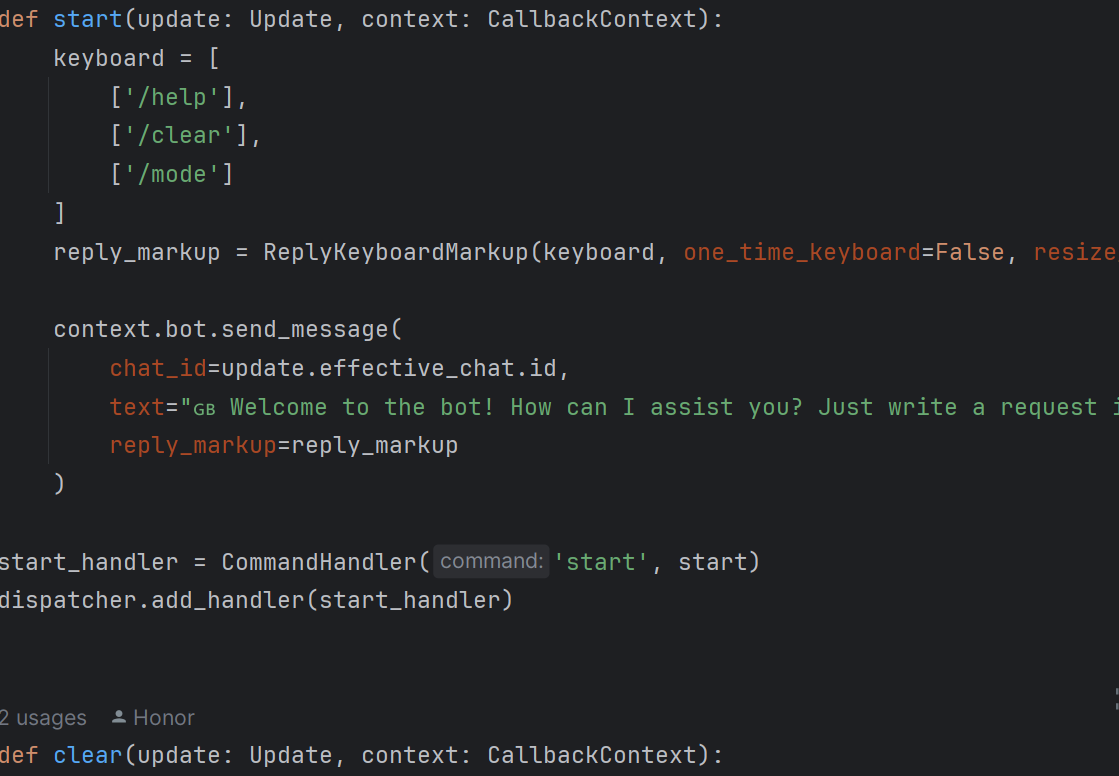 def start(update: Update, context: CallbackContext):
keyboard = [
['/help'],
['/clear'],
['/mode']
]
reply_markup = ReplyKeyboardMarkup(keyboard, one_time_keyboard=False, resize
context.bot.send_message(
chat_id=update.effective_chat.id,
text="🇬🇧 Welcome to the bot! How can I assist you? Just write a request
reply_markup=reply_markup
)
start_handler = CommandHandler( command: 'start', start)
dispatcher.add_handler(start_handler)
2 usages Honor
def clear(update: Update, context: CallbackContext):